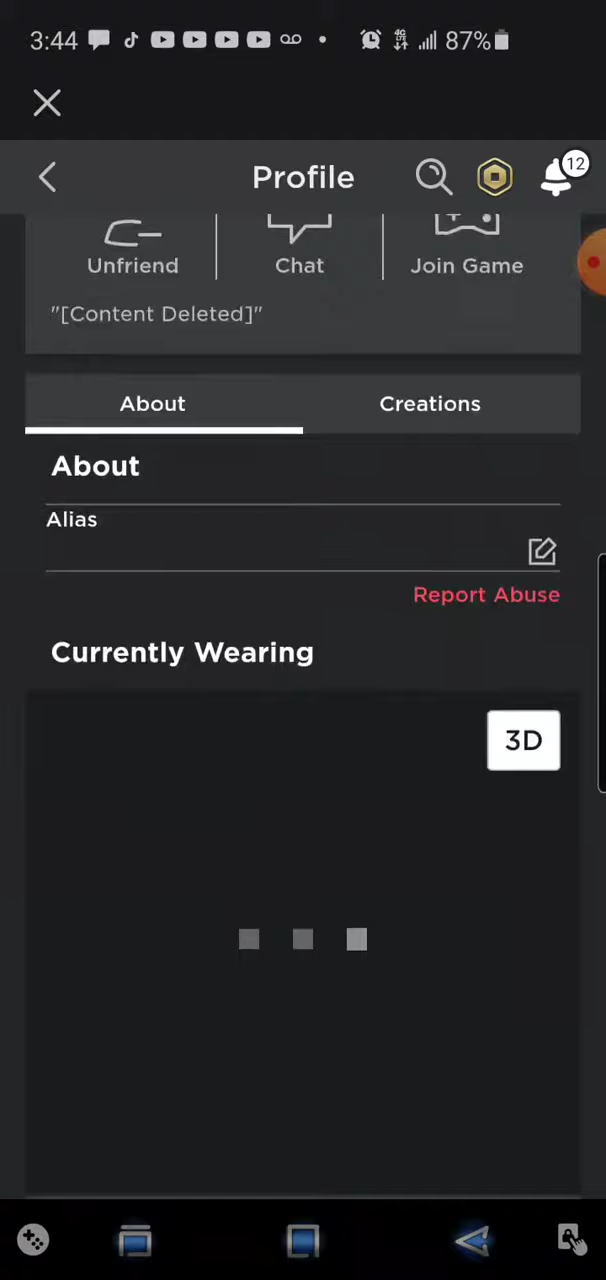 3:44 87%
Profile 12
Unfriend Chat Join Game
"[Content Deleted]"
About Creations
About
Alias
Report Abuse
Currently Wearing
3D